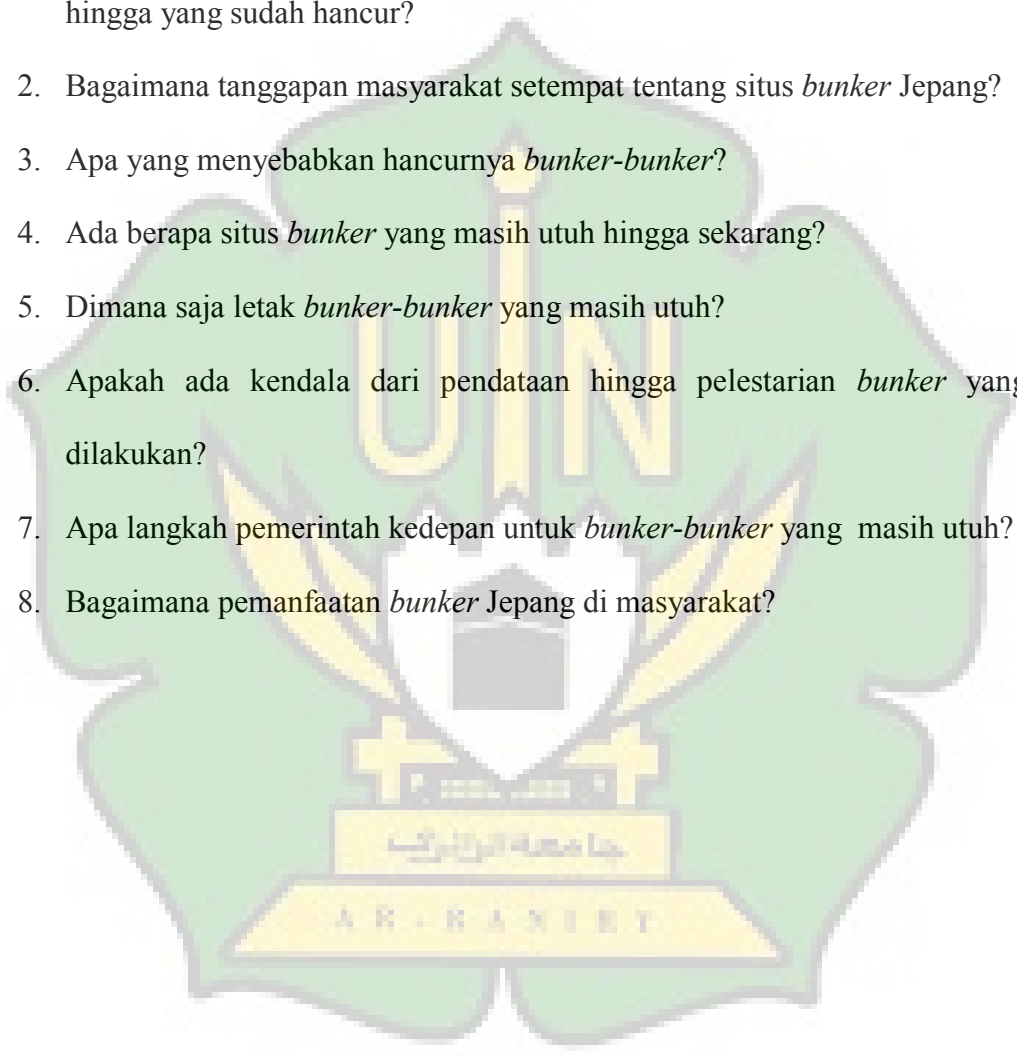 hingga yang sudah hancur?
2. Bagaimana tanggapan masyarakat setempat tentang situs bunker Jepang?
3. Apa yang menyebabkan hancurnya bunker-bunker?
4. Ada berapa situs bunker yang masih utuh hingga sekarang?
5. Dimana saja letak bunker-bunker yang masih utuh?
6. Apakah ada kendala dari pendataan hingga pelestarian bunker yang
dilakukan?
7. Apa langkah pemerintah kedepan untuk bunker-bunker yang masih utuh?
8. Bagaimana pemanfaatan bunker Jepang di masyarakat?
UIN
جامعة الرانيري
AR-RANIRY